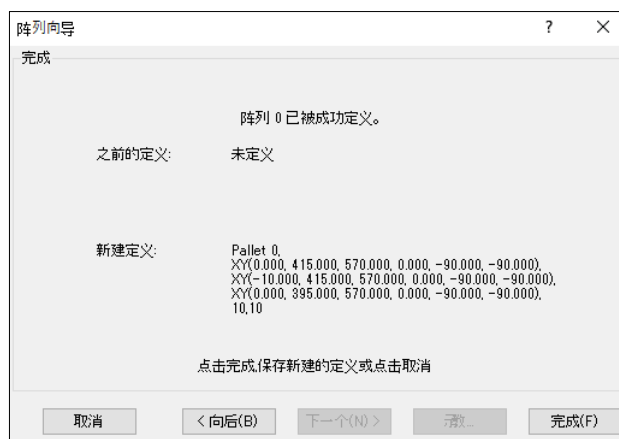 阵列向导
完成
阵列 0 已被成功定义。
之前的定义: 未定义
新建定义: Pallet 0,
XY(0.000, 415.000, 570.000, 0.000, -90.000, -90.000),
XY(-10.000, 415.000, 570.000, 0.000, -90.000, -90.000),
XY(0.000, 395.000, 570.000, 0.000, -90.000, -90.000),
10,10
点击完成,保存新建的定义或点击取消
取消 < 向后(B) 下一个(N) > 完成(F)